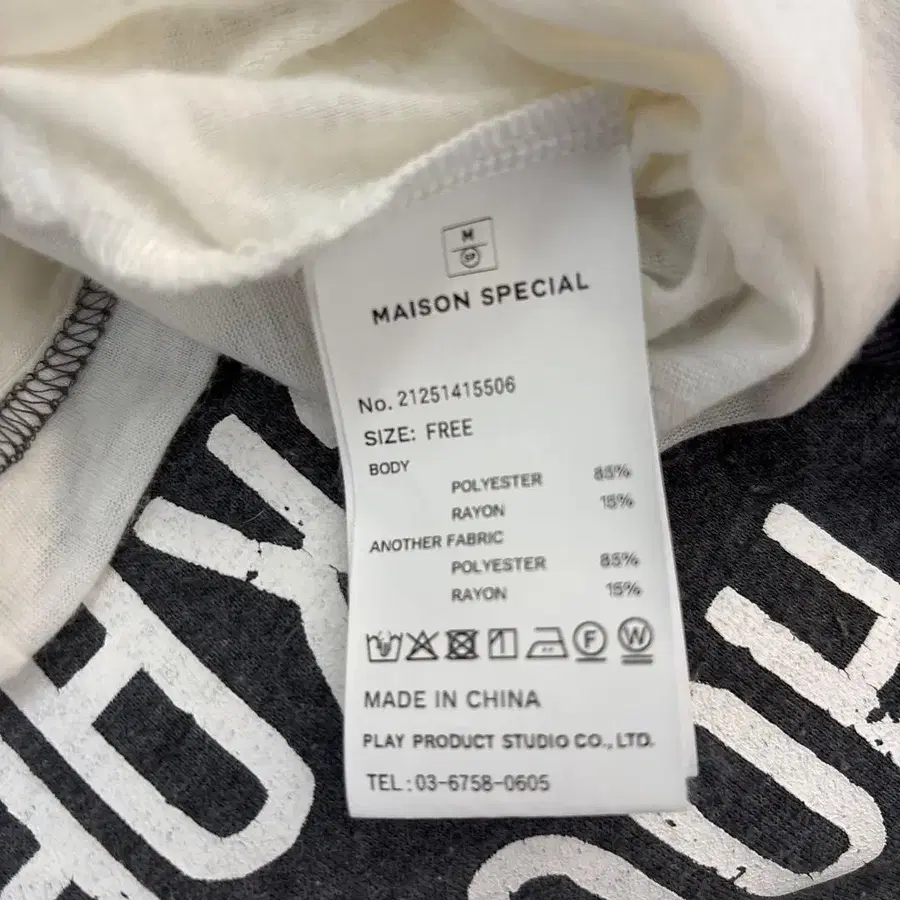 M
SP
MAISON SPECIAL
No. 21251415506
SIZE: FREE
BODY
POLYESTER 85%
RAYON 15%
ANOTHER FABRIC
POLYESTER 85%
RAYON 15%
F W
MADE IN CHINA
PLAY PRODUCT STUDIO CO., LTD.
TEL: 03-6758-0605